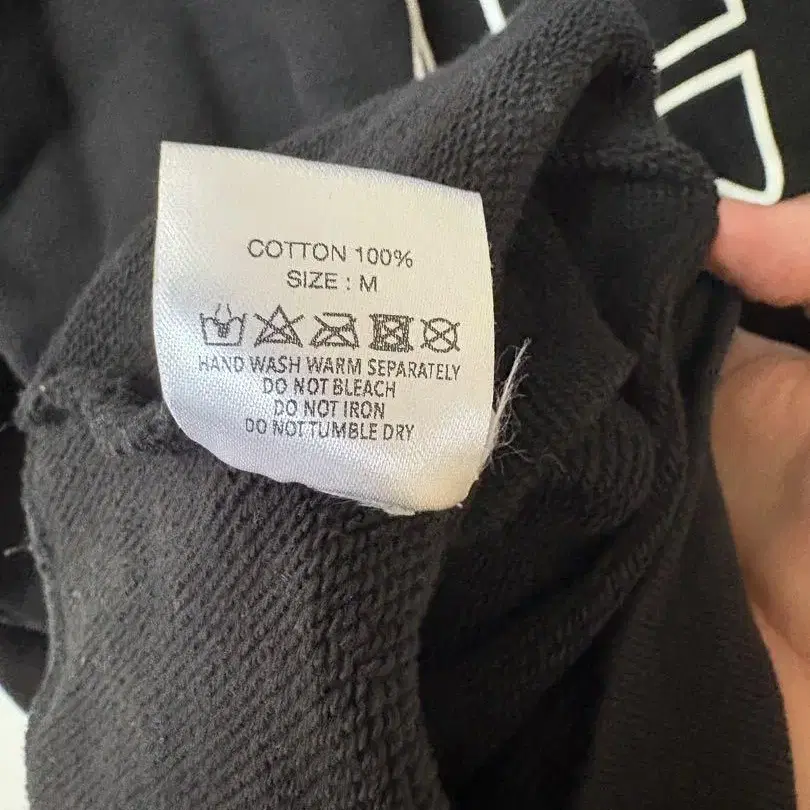 COTTON 100%
SIZE : M
HAND WASH WARM SEPARATELY
DO NOT BLEACH
DO NOT IRON
DO NOT TUMBLE DRY